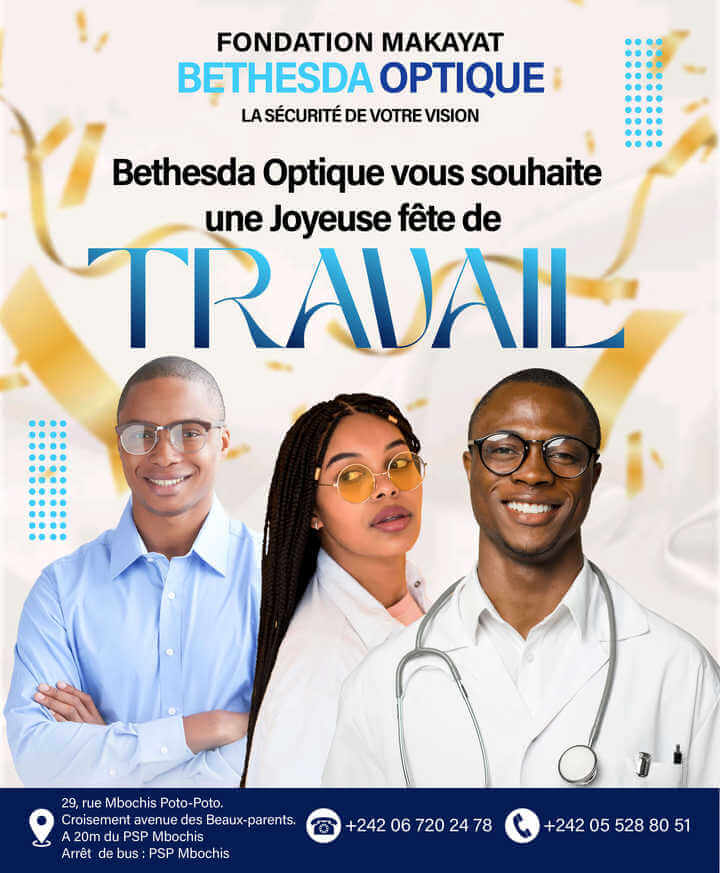 FONDATION MAKAYAT
BETHESDA OPTIQUE
LA SÉCURITÉ DE VOTRE VISION
Bethesda Optique vous souhaite
une Joyeuse fête de
TRAVAIL
29, rue Mbochis Poto-Poto.
Croisement avenue des Beaux-parents.
A 20m du PSP Mbochis
Arrêt de bus : PSP Mbochis
+242 06 720 24 78
+242 05 528 80 51